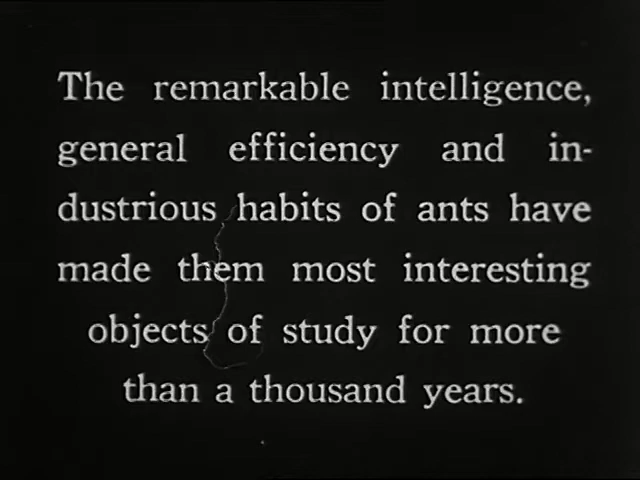 The remarkable intelligence,
general efficiency and in-
dustrious habits of ants have
made them most interesting
objects of study for more
than a thousand years.